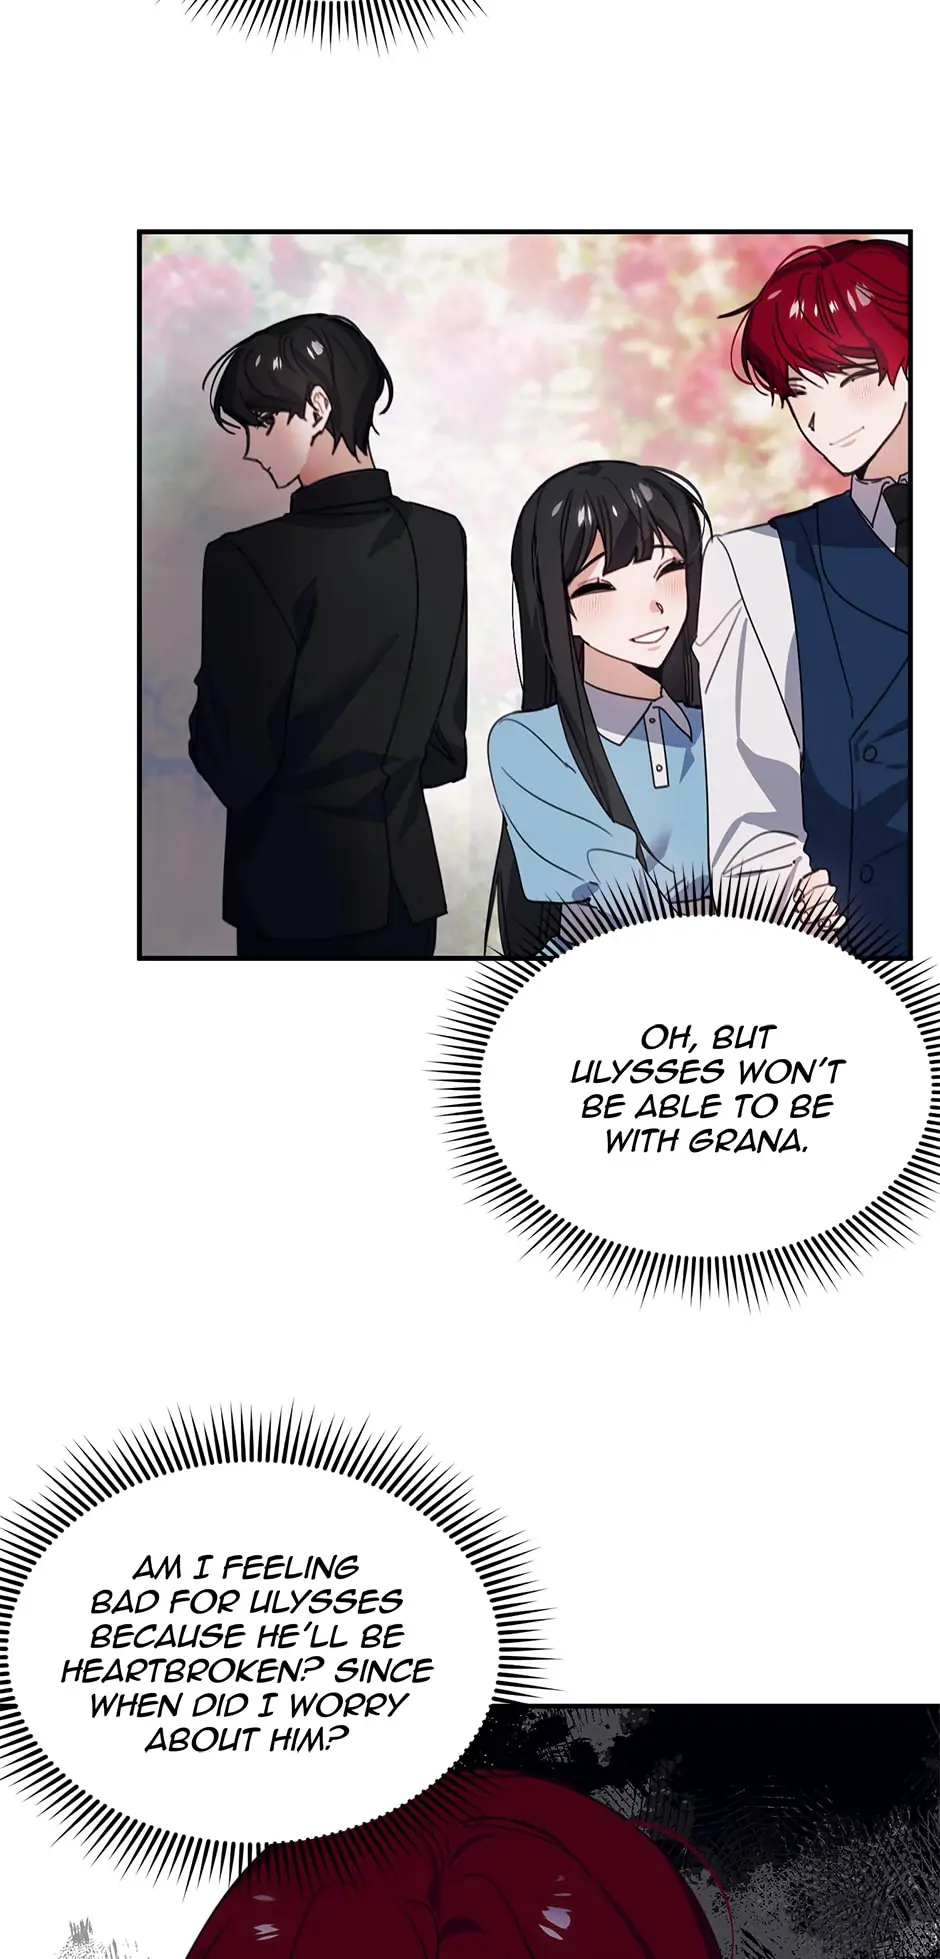 OH, BUT
ULYSSES WON'T
BE ABLE TO BE
WITH GRANA.
AM I FEELING
BAD FOR ULYSSES
BECAUSE HE'LL BE
HEARTBROKEN? SINCE
WHEN DID I WORRY
ABOUT HIM?